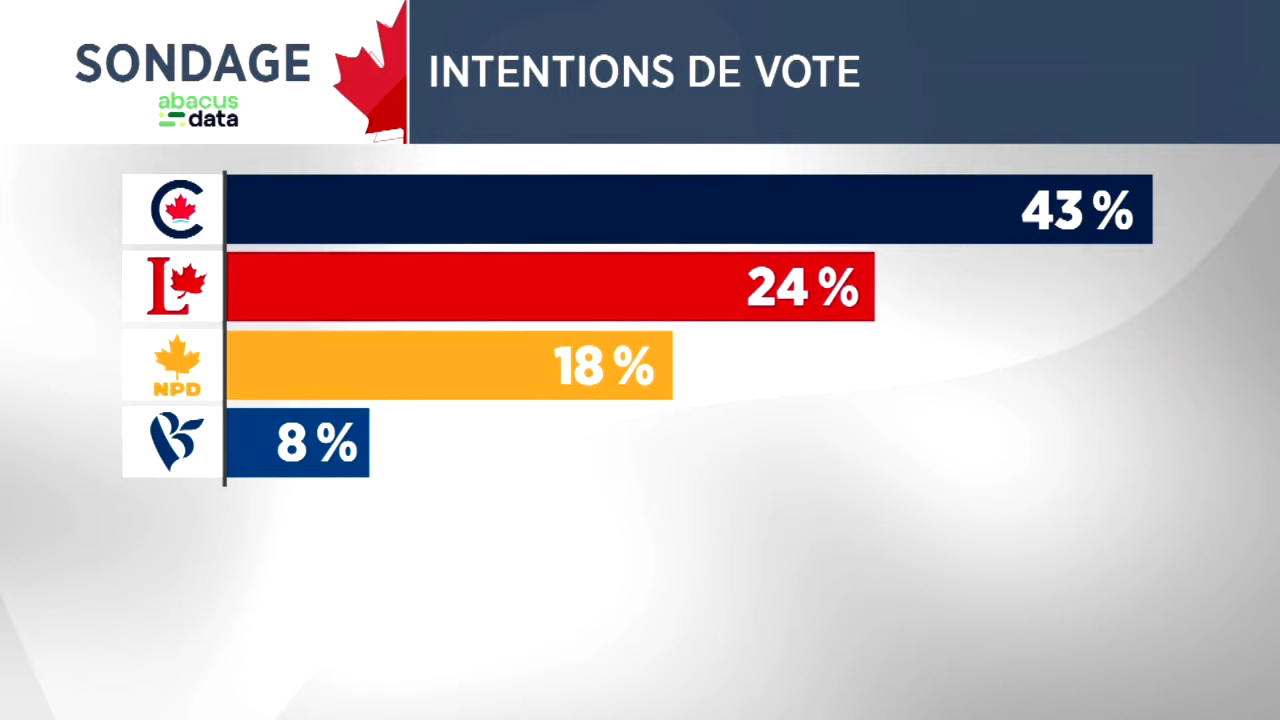 SONDAGE
abacus
data
INTENTIONS DE VOTE
43 %
24 %
NPD
18 %
8 %